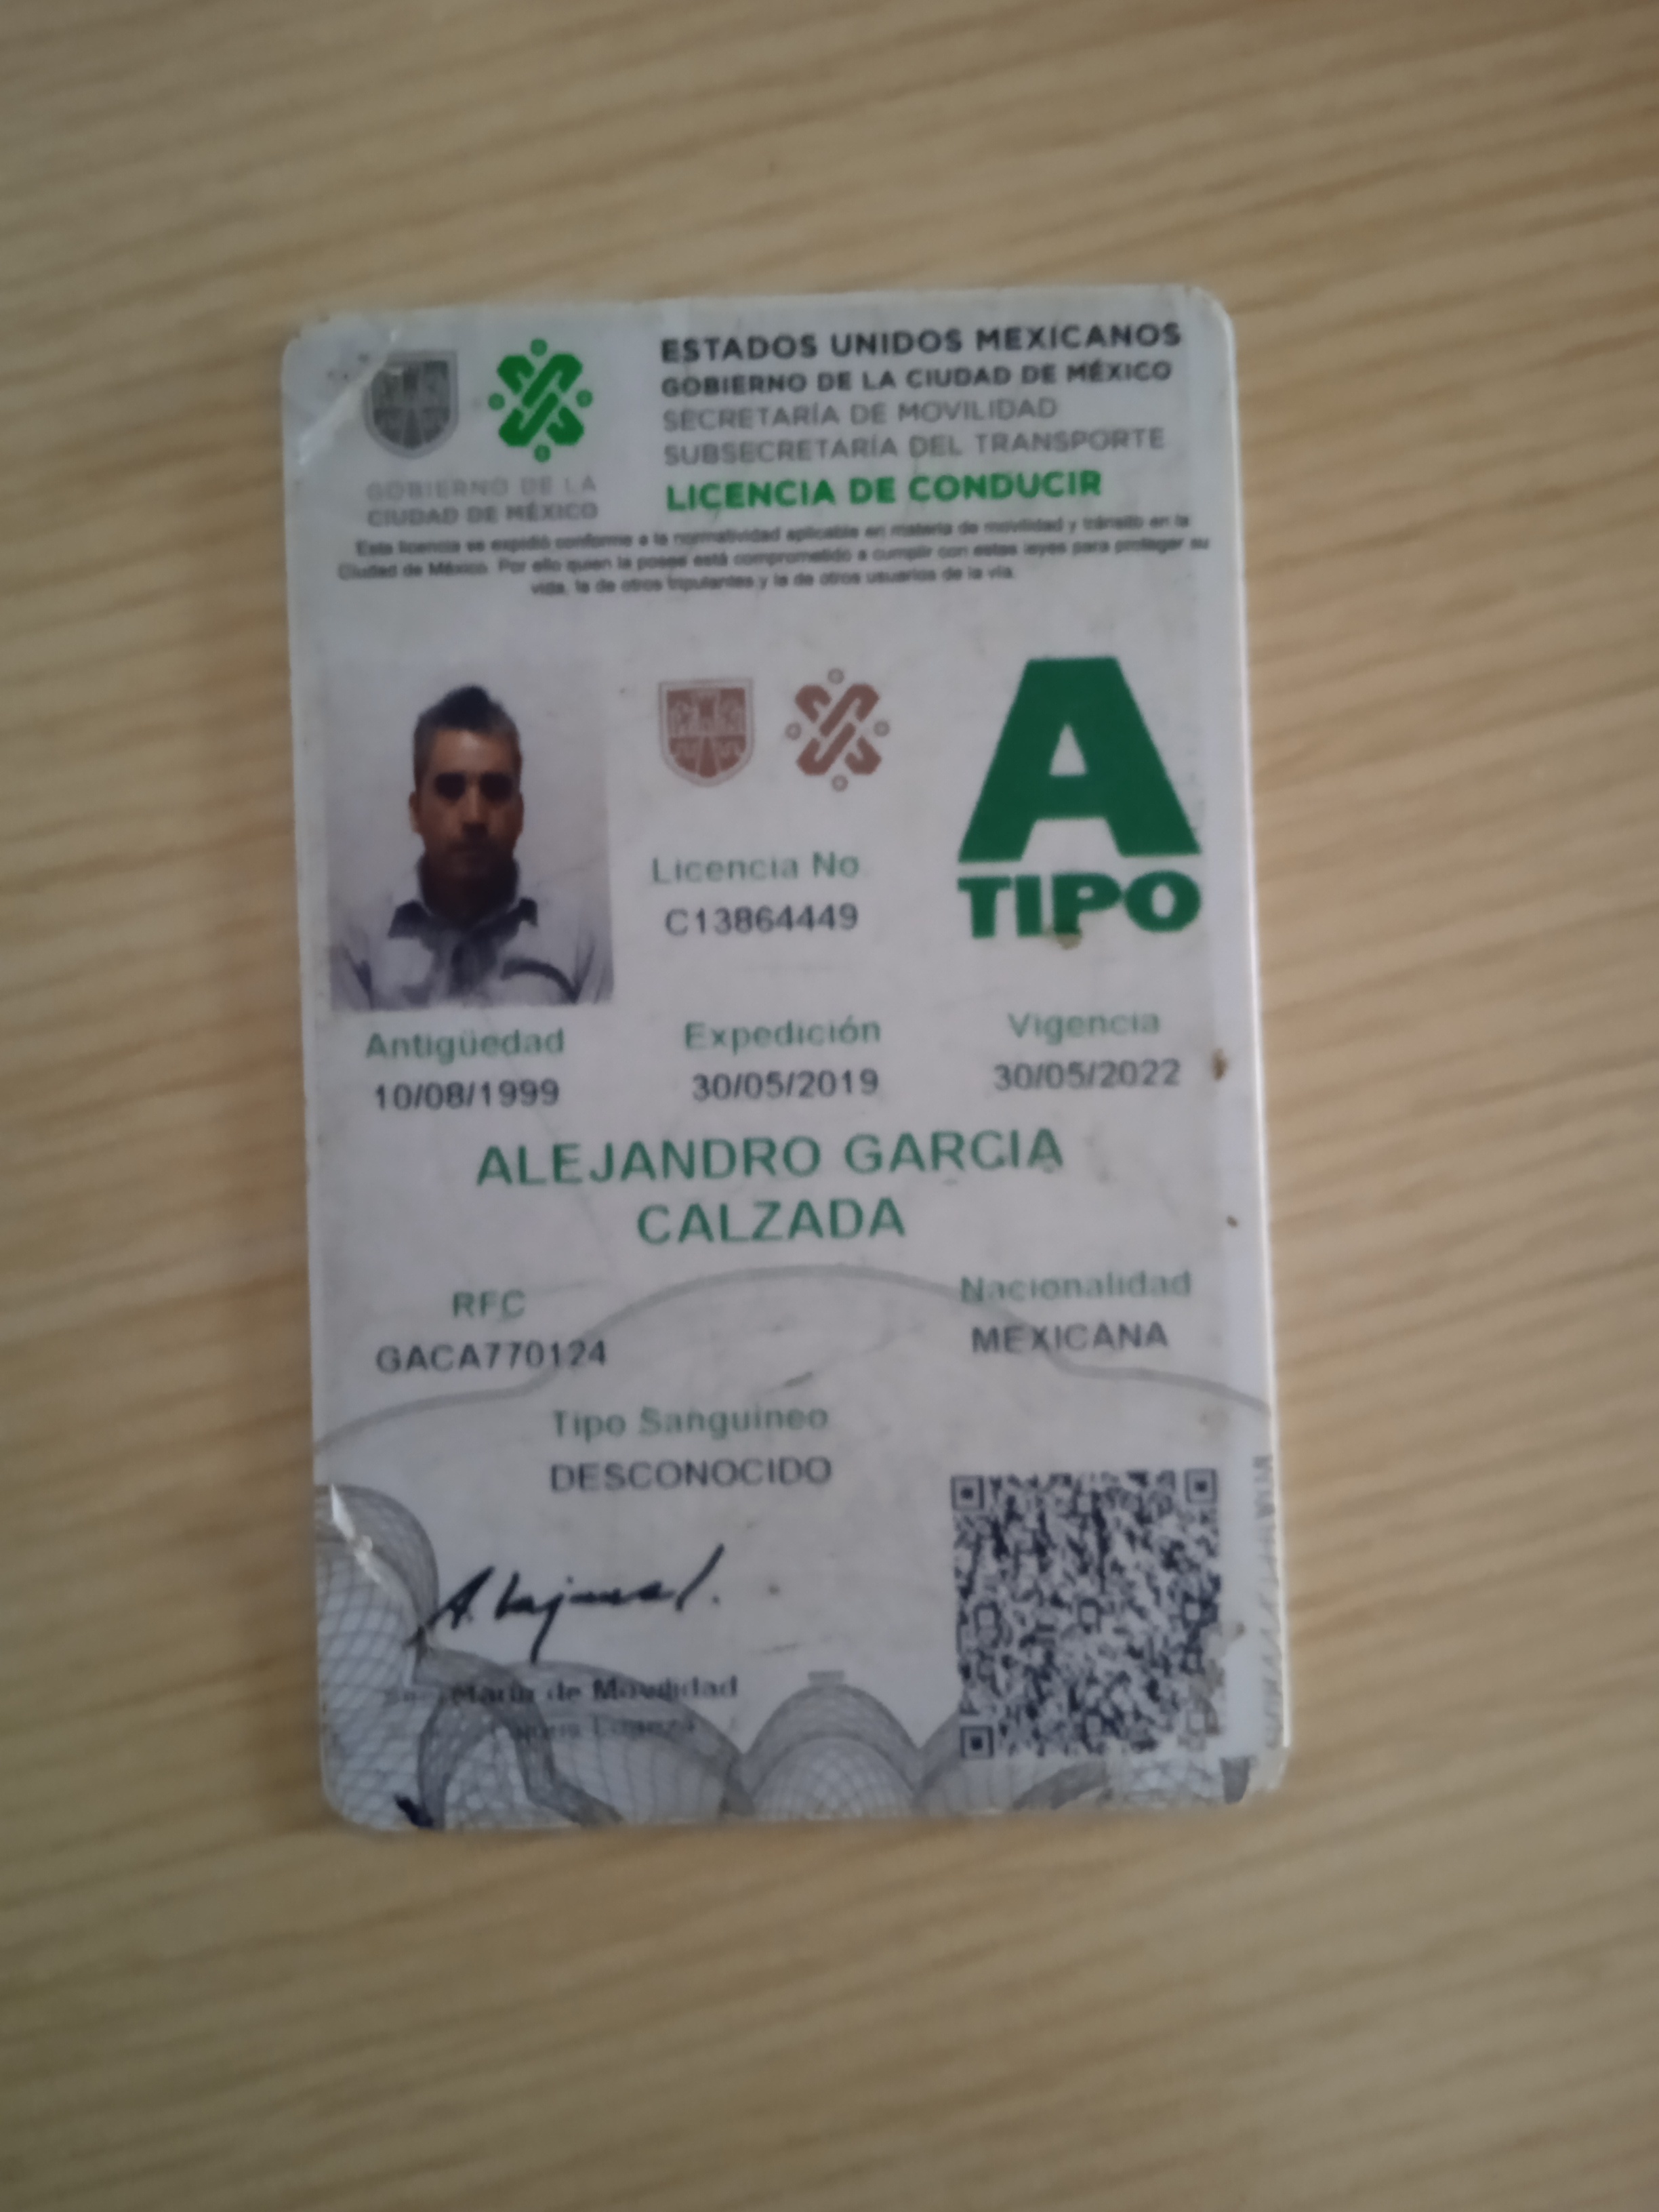 ESTADOS UNIDOS MEXICANOS
GOBIERNO DE LA CIUDAD DE MÉXICO
SECRETARÍA DE MOVILIDAD
SUBSECRETARÍA DEL TRANSPORTE
LICENCIA DE CONDUCIR
GOBIERNO DE LA
CIUDAD DE MÉXICO
Esta licencia se expidió conforme a la normatividad aplicable en materia de movilidad y tránsito en la
Ciudad de México. Por ello quien la posee está comprometido a cumplir con estas leyes para proteger su
vida, la de otros tripulantes y la de otros usuarios de la vía.
A
TIPO
Licencia No.
C13864449
Antigüedad
10/08/1999
Expedición
30/05/2019
Vigencia
30/05/2022
ALEJANDRO GARCIA
CALZADA
RFC
GACA770124
Nacionalidad
MEXICANA
Tipo Sanguineo
DESCONOCIDO
de Movilidad